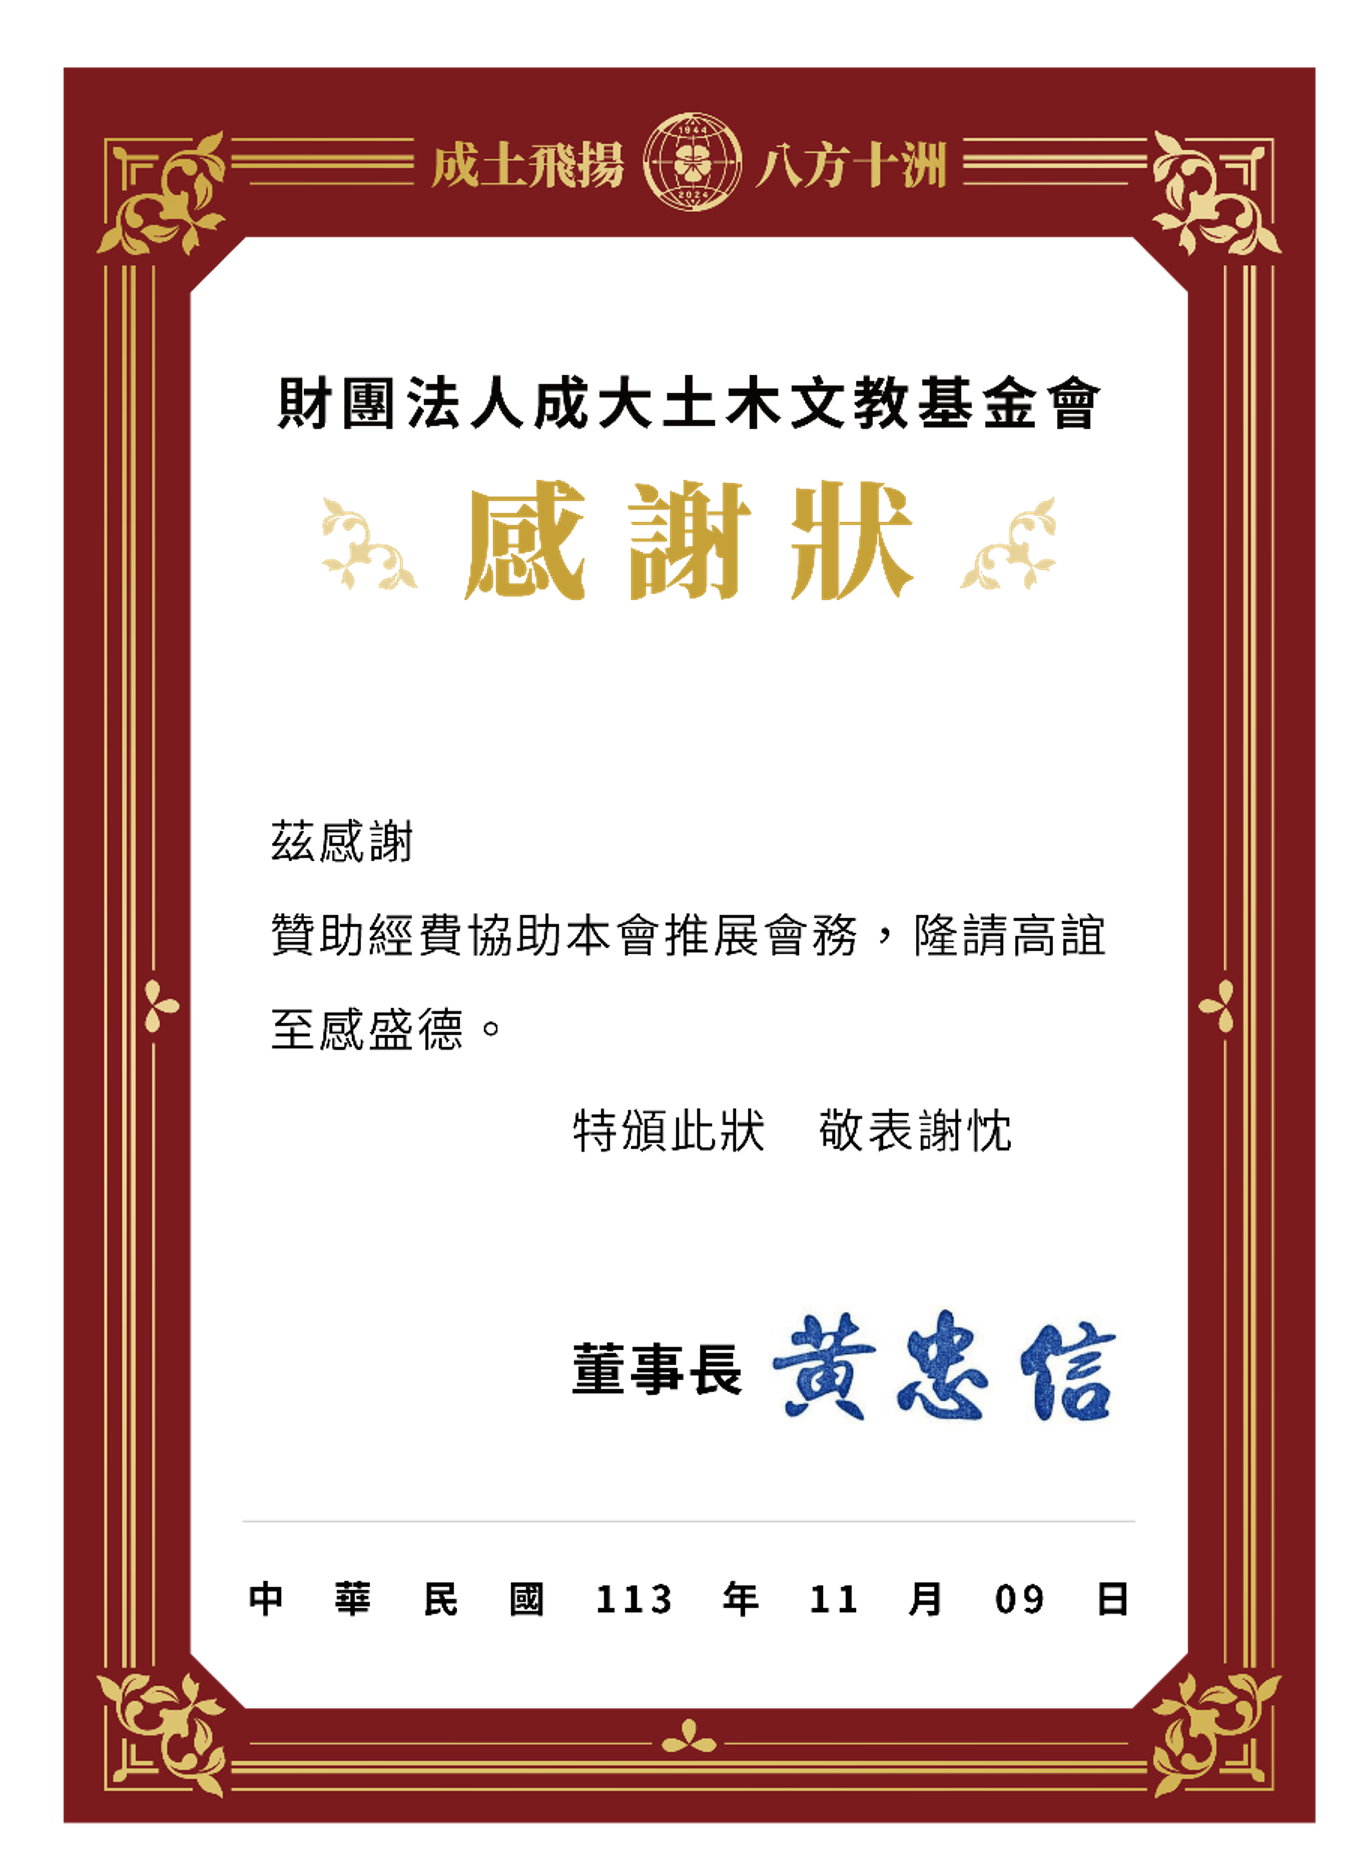 成土飛揚 1944 2024 八方十洲
財團法人成大土木文教基金會
感謝狀
茲感謝
贊助經費協助本會推展會務，隆請高誼
至感盛德。
特頒此狀　敬表謝忱
董事長 黃忠信
中華民國 113 年 11 月 09 日